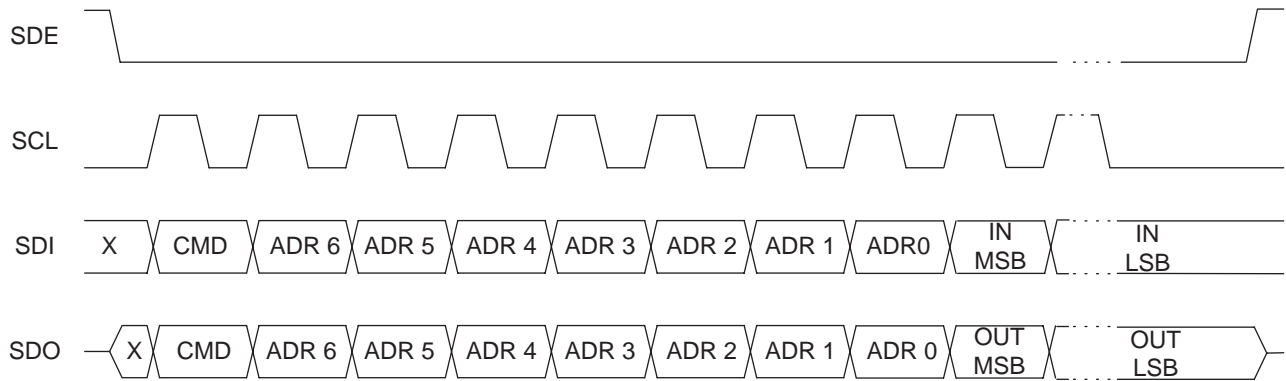 SDE
SCL
SDI X CMD ADR 6 ADR 5 ADR 4 ADR 3 ADR 2 ADR 1 ADR0 IN MSB IN LSB
SDO X CMD ADR 6 ADR 5 ADR 4 ADR 3 ADR 2 ADR 1 ADR 0 OUT MSB OUT LSB